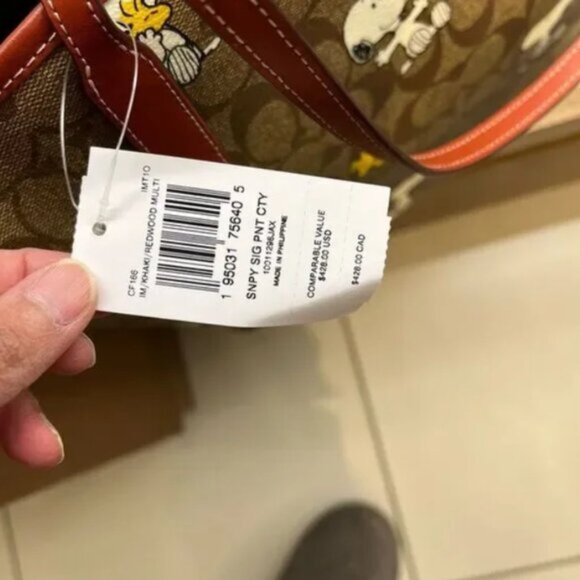 CF166 IMT1O
IM/KHAKI/REDWOOD MULTI
1 95031 75640 5
SNPY SIG PNT CTY
10011296JAX
MADE IN PHILIPPINE
COMPARABLE VALUE
$428.00 USD
$428.00 CAD